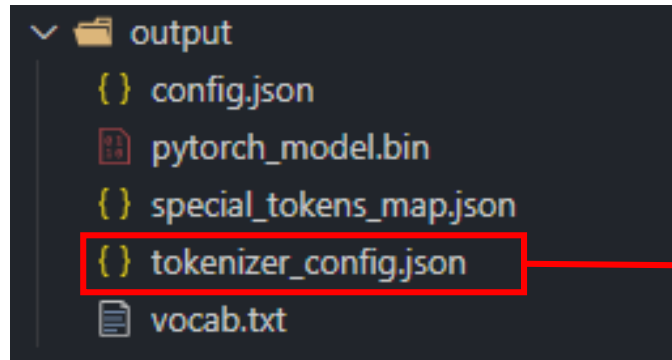 output
config.json
pytorch_model.bin
special_tokens_map.json
tokenizer_config.json
vocab.txt